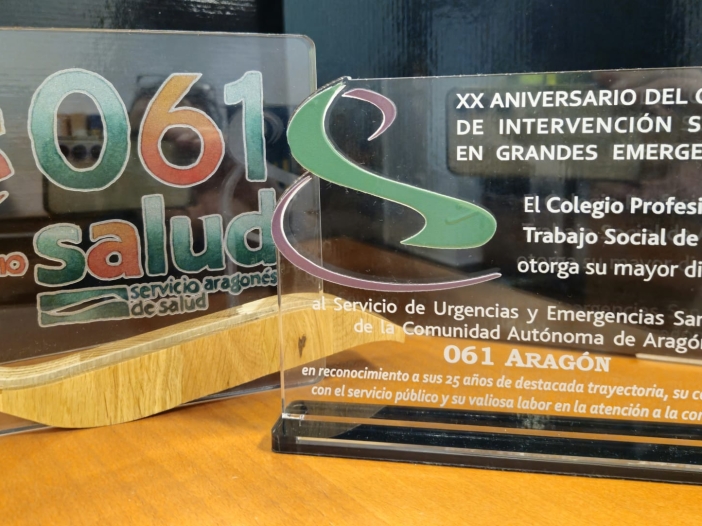 061
salud
servicio aragonés
de salud
XX ANIVERSARIO DEL
DE INTERVENCIÓN
EN GRANDES
El Colegio
Trabajo Social de
otorga su mayor
al Servicio de Urgencias y Emergencias
de la Comunidad Autónoma de Aragón
061 ARAGÓN
en reconocimiento a sus 25 años de destacada trayectoria, su
con el servicio público y su valiosa labor en la atención a la